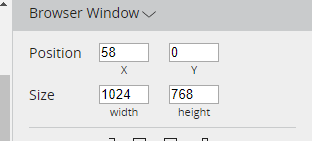 Browser Window
Position 58 0
X Y
Size 1024 768
width height